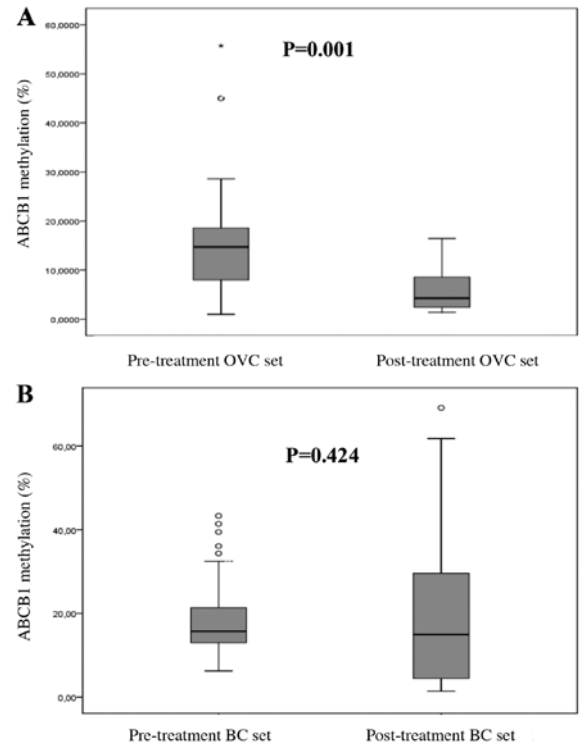 A
P=0.001
ABCB1 methylation (%)
60,0000
50,0000
40,0000
30,0000
20,0000
10,0000
0,0000
Pre-treatment OVC set Post-treatment OVC set
B
P=0.424
ABCB1 methylation (%)
60,00
40,00
20,00
0,00
Pre-treatment BC set Post-treatment BC set